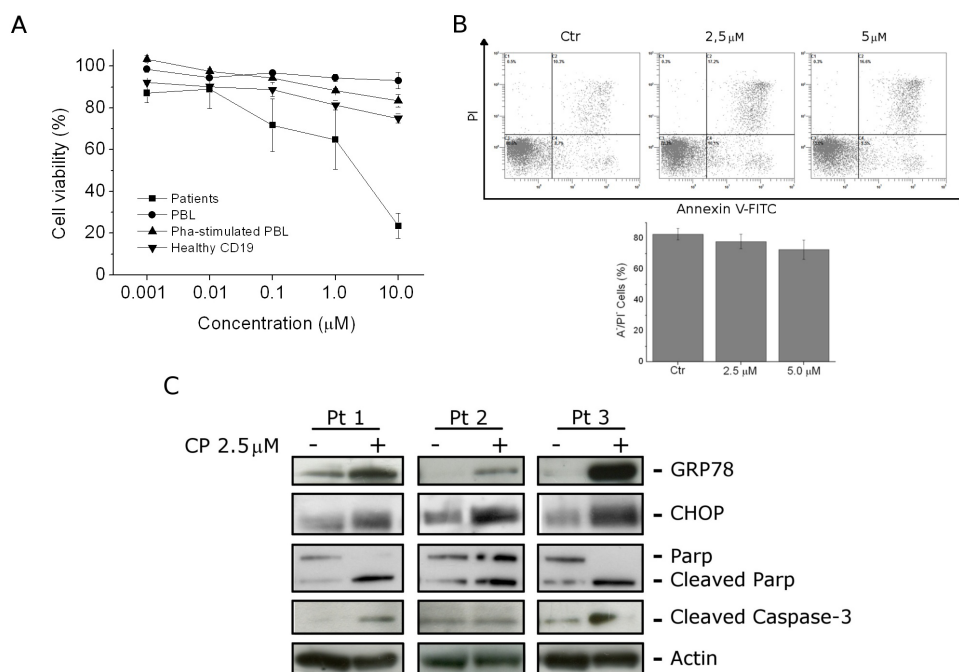 A
Cell viability (%)
100
80
60
40
20
0
Patients
PBL
Pha-stimulated PBL
Healthy CD19
0.001 0.01 0.1 1.0 10.0
Concentration (μM)
B
Ctr 2,5μM 5μM
PI
Annexin V-FITC
A-/PI- Cells (%)
80
60
40
20
0
Ctr 2.5 μM 5.0 μM
C
Pt 1 Pt 2 Pt 3
CP 2.5μM - + - + - +
- GRP78
- CHOP
- Parp
- Cleaved Parp
- Cleaved Caspase-3
- Actin